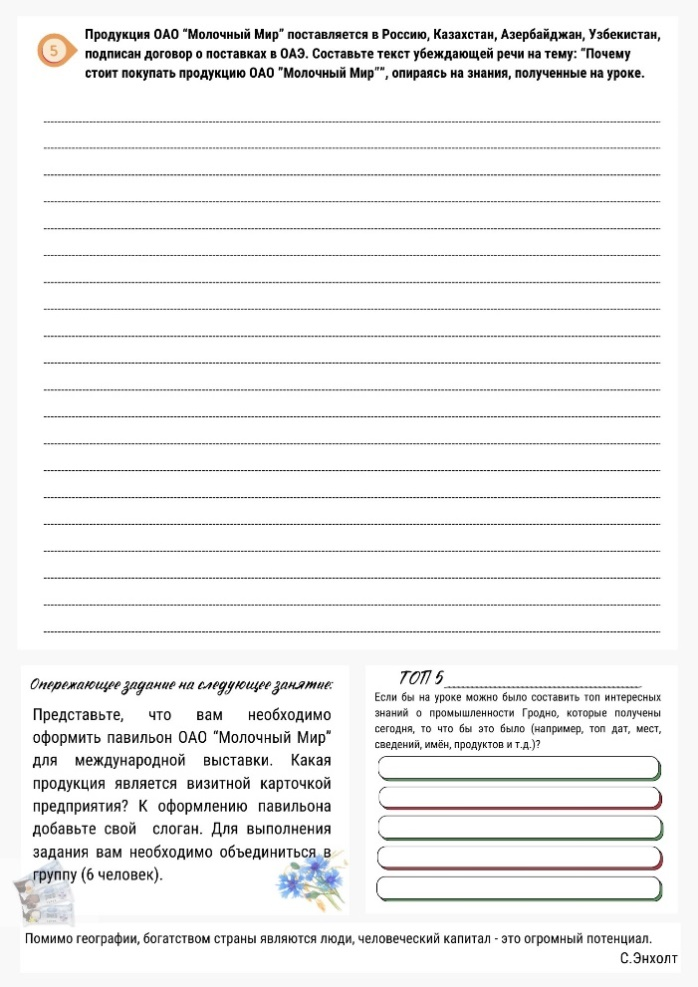 5
Продукция ОАО “Молочный Мир” поставляется в Россию, Казахстан, Азербайджан, Узбекистан,
подписан договор о поставках в ОАЭ. Составьте текст убеждающей речи на тему: “Почему
стоит покупать продукцию ОАО ”Молочный Мир””, опираясь на знания, полученные на уроке.
Опережающее задание на следующее занятие:
Представьте, что вам необходимо
оформить павильон ОАО “Молочный Мир”
для международной выставки. Какая
продукция является визитной карточкой
предприятия? К оформлению павильона
добавьте свой слоган. Для выполнения
задания вам необходимо объединиться в
группу (6 человек).
ТОП 5
Если бы на уроке можно было составить топ интересных
знаний о промышленности Гродно, которые получены
сегодня, то что бы это было (например, топ дат, мест,
сведений, имён, продуктов и т.д.)?
Помимо географии, богатством страны являются люди, человеческий капитал - это огромный потенциал.
С.Энхолт